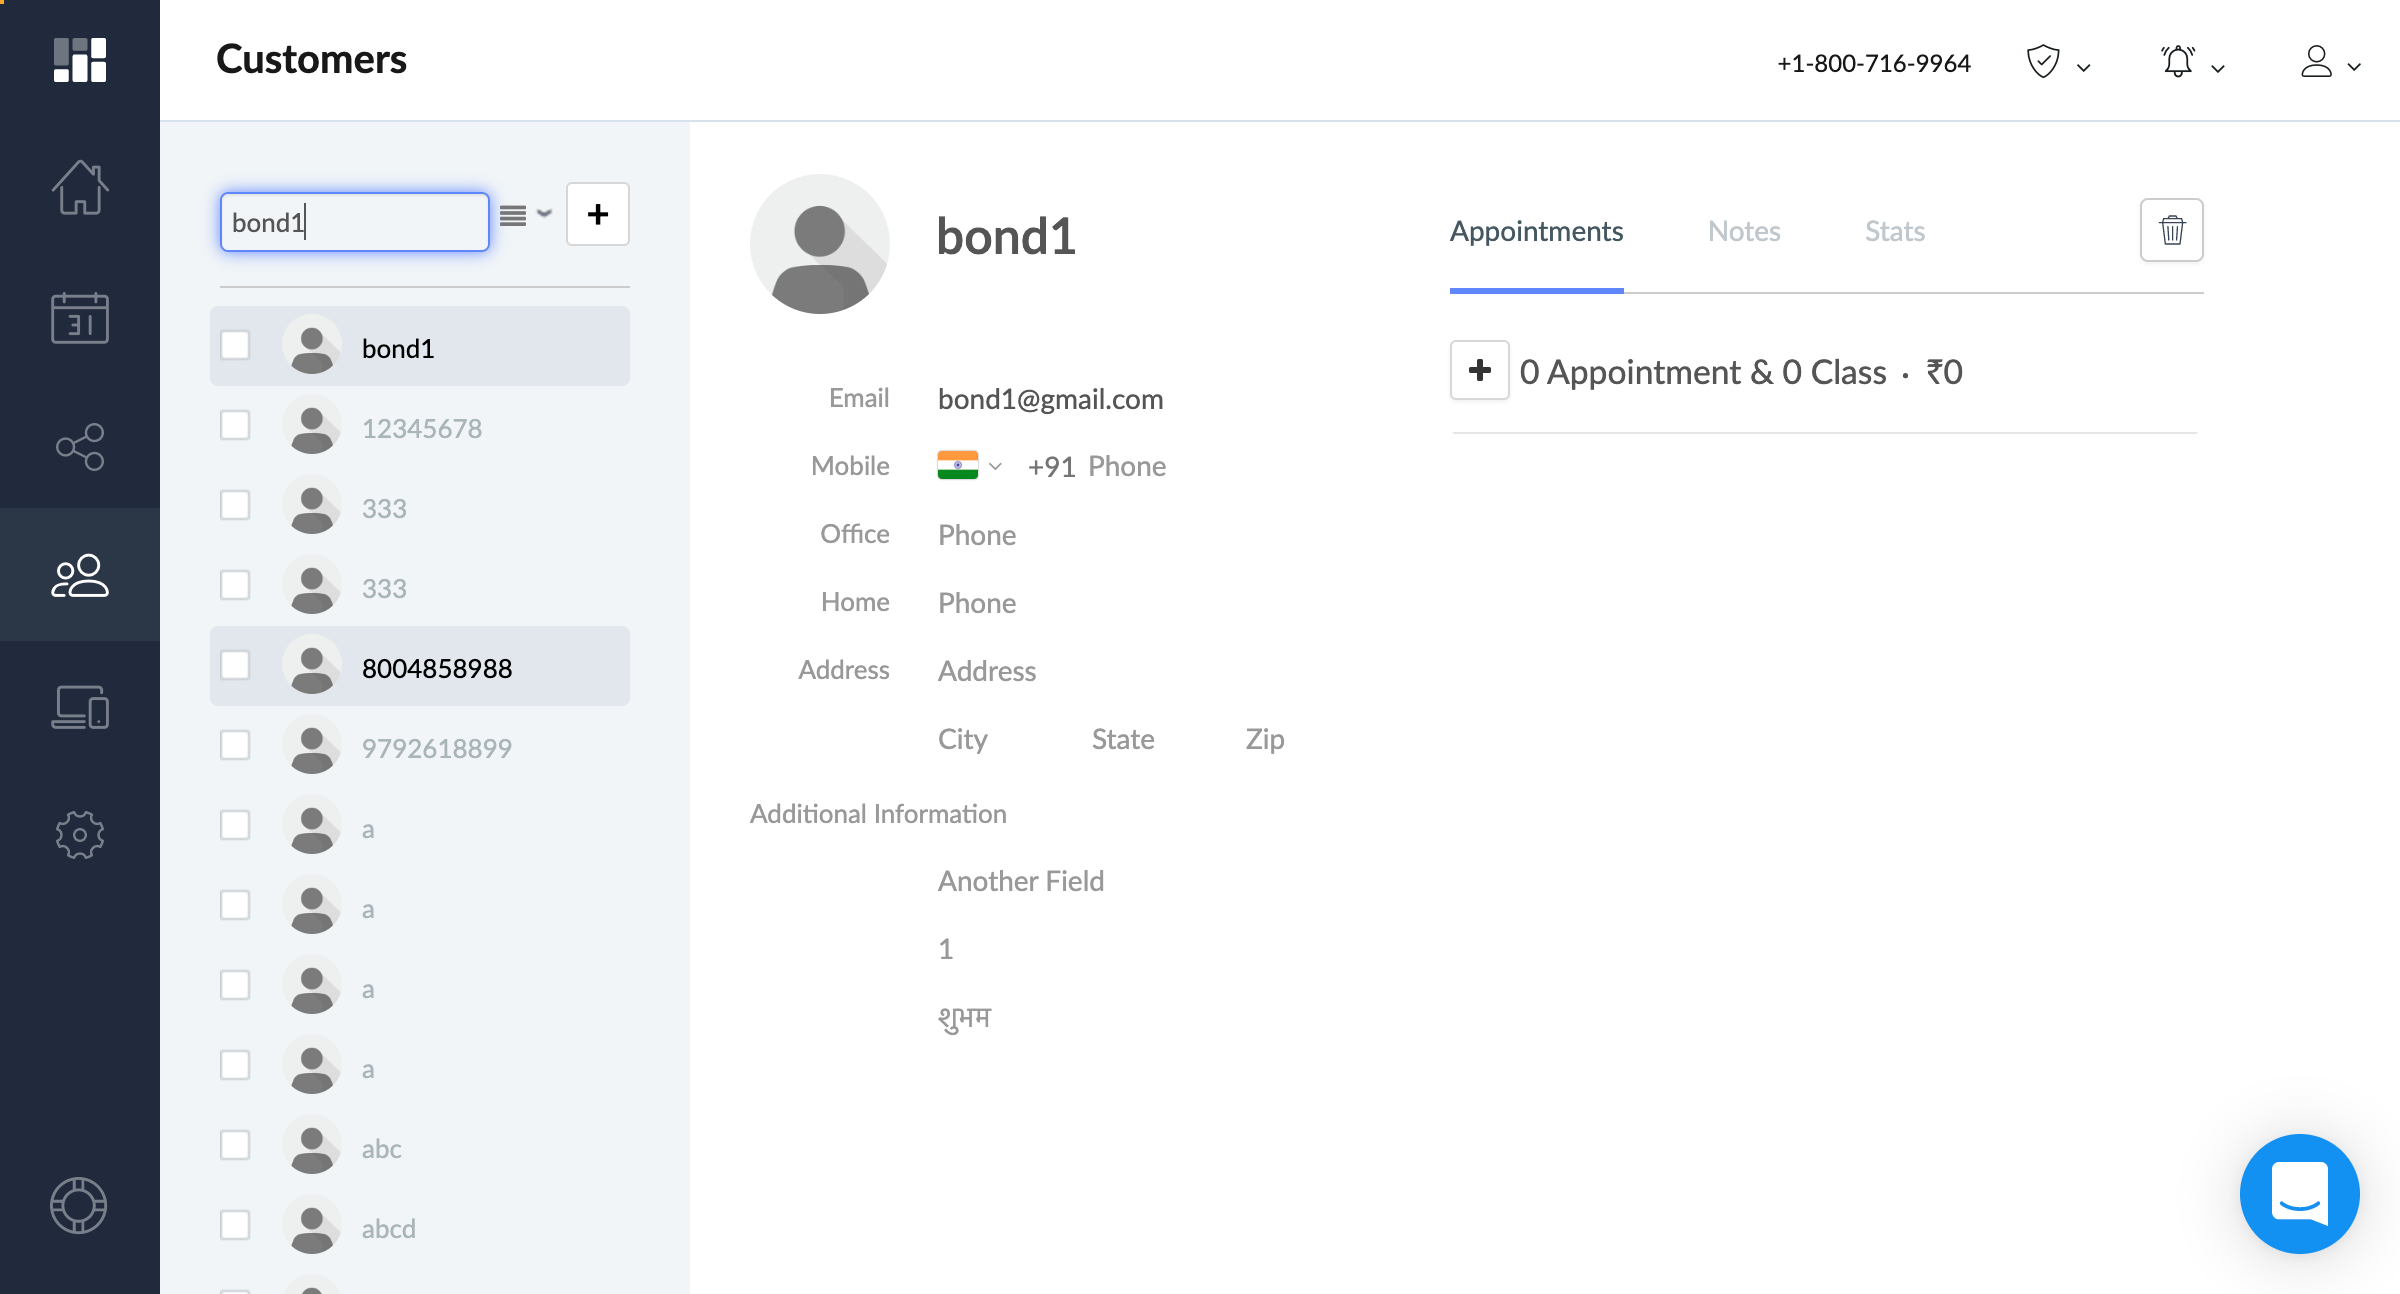 Customers
+1-800-716-9964
31
bond1
bond1
12345678
333
333
8004858988
9792618899
a
a
a
a
abc
abcd
bond1
Email bond1@gmail.com
Mobile +91 Phone
Office Phone
Home Phone
Address Address
City State Zip
Additional Information
Another Field
1
शुभम
Appointments Notes Stats
0 Appointment & 0 Class · ₹0